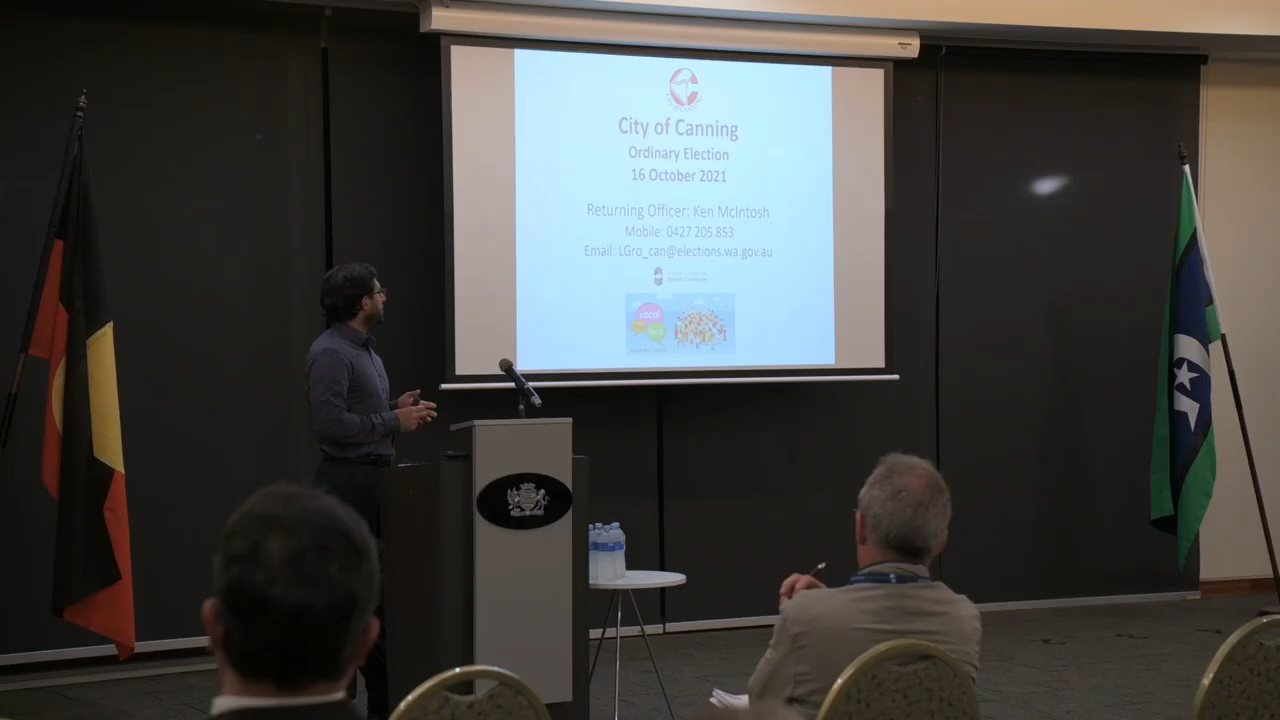 City of Canning
Ordinary Election
16 October 2021
Returning Officer: Ken McIntosh
Mobile: 0427 205 853
Email: LGro_can@elections.wa.gov.au